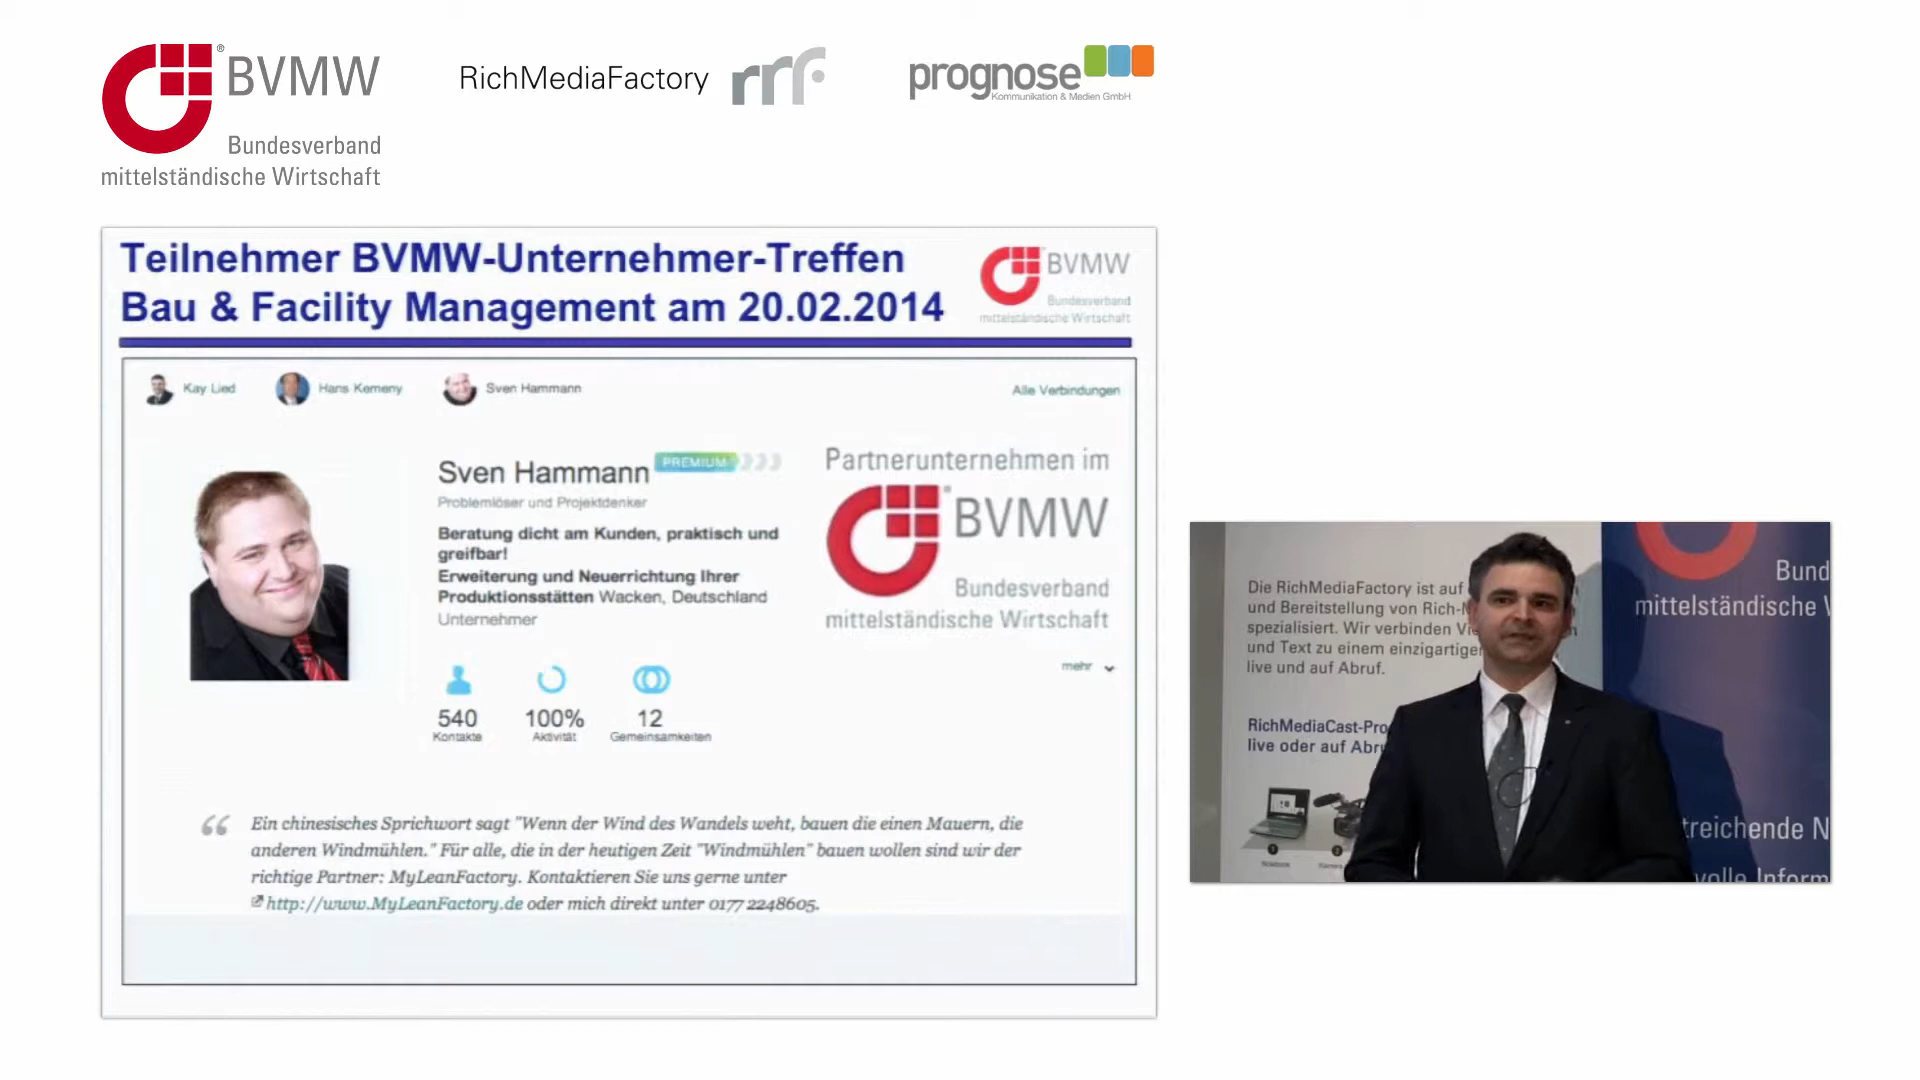 BVMW
Bundesverband
mittelständische Wirtschaft
RichMediaFactory
rmf
prognose
Kommunikation & Medien GmbH
Teilnehmer BVMW-Unternehmer-Treffen
Bau & Facility Management am 20.02.2014
BVMW
Bundesverband
mittelständische Wirtschaft
Kay Lied
Hans Kemeny
Sven Hammann
Alle Verbindungen
Sven Hammann
PREMIUM
Problemlöser und Projektdenker
Beratung dicht am Kunden, praktisch und
greifbar!
Erweiterung und Neuerrichtung Ihrer
Produktionsstätten Wacken, Deutschland
Unternehmer
540
Kontakte
100%
Aktivität
12
Gemeinsamkeiten
Partnerunternehmen im
BVMW
Bundesverband
mittelständische Wirtschaft
mehr
Ein chinesisches Sprichwort sagt "Wenn der Wind des Wandels weht, bauen die einen Mauern, die
anderen Windmühlen." Für alle, die in der heutigen Zeit "Windmühlen" bauen wollen sind wir der
richtige Partner: MyLeanFactory. Kontaktieren Sie uns gerne unter
http://www.MyLeanFactory.de oder mich direkt unter 0177 2248605.
Die RichMediaFactory ist auf
und Bereitstellung von Rich-
spezialisiert. Wir verbinden
und Text zu einem einzigartige
live und auf Abruf.
RichMediaCast-Pro
live oder auf Abru
Bund
mittelständische
treichende N
volle Inform